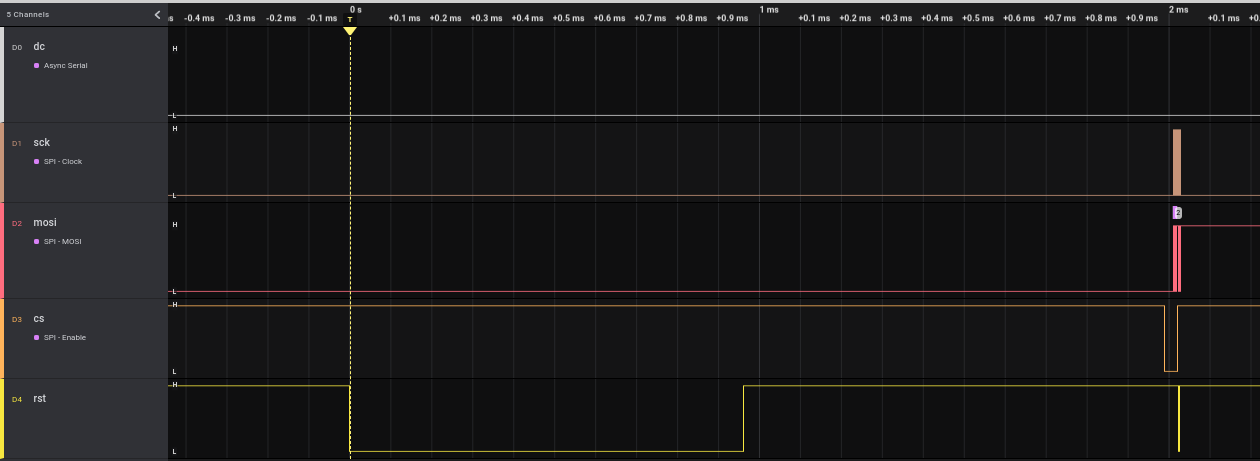 5 Channels
0 s
1 ms
2 ms
s -0.4 ms -0.3 ms -0.2 ms -0.1 ms T +0.1 ms +0.2 ms +0.3 ms +0.4 ms +0.5 ms +0.6 ms +0.7 ms +0.8 ms +0.9 ms +0.1 ms +0.2 ms +0.3 ms +0.4 ms +0.5 ms +0.6 ms +0.7 ms +0.8 ms +0.9 ms +0.1 ms +0.
D0 dc H
Async Serial
L
H
D1 sck
SPI - Clock
L
2
D2 mosi H
SPI - MOSI
L
H
D3 cs
SPI - Enable
L
H
D4 rst
L